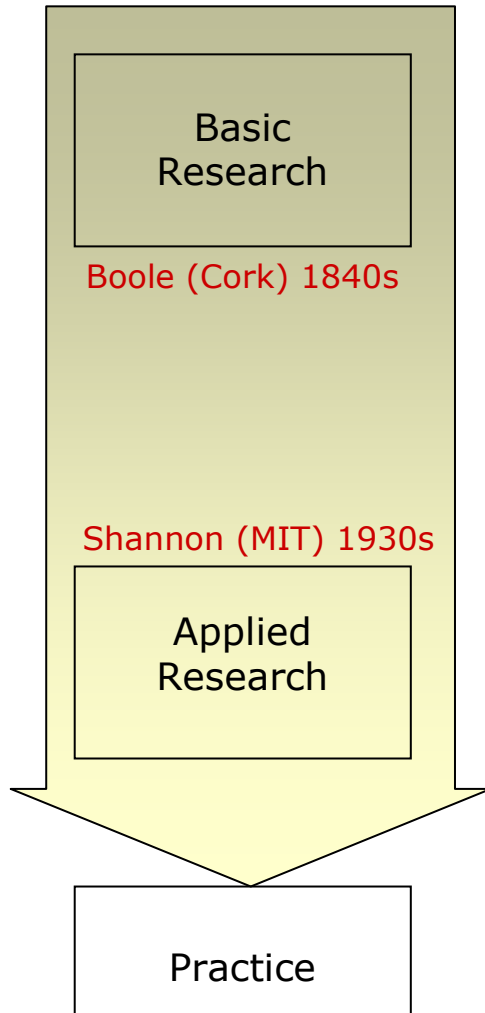 Basic
Research
Boole (Cork) 1840s
Shannon (MIT) 1930s
Applied
Research
Practice